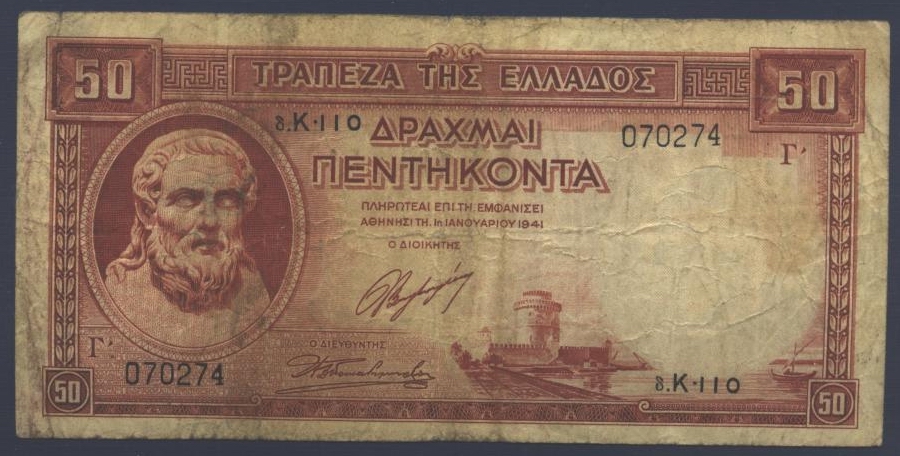 50 ΤΡΑΠΕΖΑ ΤΗΣ ΕΛΛΑΔΟΣ 50
ΔΡΑΧΜΑΙ
ΠΕΝΤΗΚΟΝΤΑ
Κ·110
070274
Γ΄
ΠΛΗΡΩΤΕΑΙ ΕΠΙ ΤΗ, ΕΜΦΑΝΙΣΕΙ
ΑΘΗΝΗΣΙ ΤΗ, 1ῃ ΙΑΝΟΥΑΡΙΟΥ 1941
Ο ΔΙΟΙΚΗΤΗΣ
Ο ΔΙΕΥΘΥΝΤΗΣ
Γ΄
070274
Κ·110
50 50